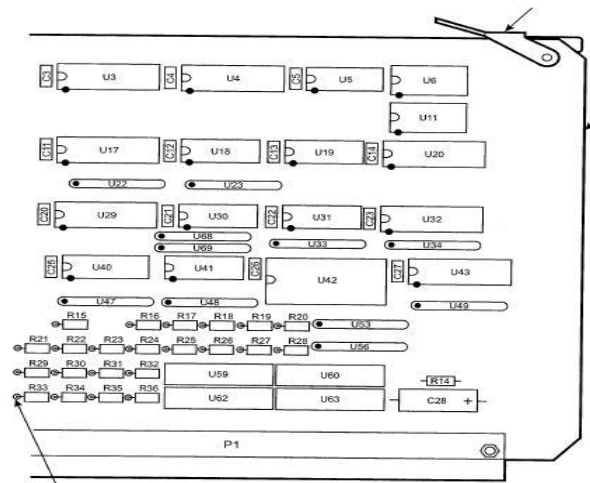 C3 U3 C4 U4 C5 U5 U6
U11
C11 U17 C12 U18 C13 U19 C14 U20
U22 U23
C20 U29 C21 U30 C22 U31 C23 U32
U68
U69 U33 U34
C25 U40 U41 C26 U42 C27 U43
U47 U48 U49
R15 R16 R17 R18 R19 R20 U53
R21 R22 R23 R24 R25 R26 R27 R28 U56
R29 R30 R31 R32 U59 U60 R14
R33 R34 R35 R36 U62 U63 C28 +
P1